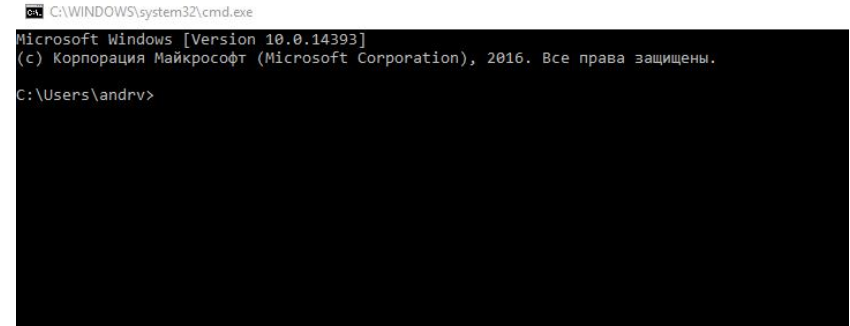 C:\WINDOWS\system32\cmd.exe
Microsoft Windows [Version 10.0.14393]
(c) Корпорация Майкрософт (Microsoft Corporation), 2016. Все права защищены.
C:\Users\andrv>